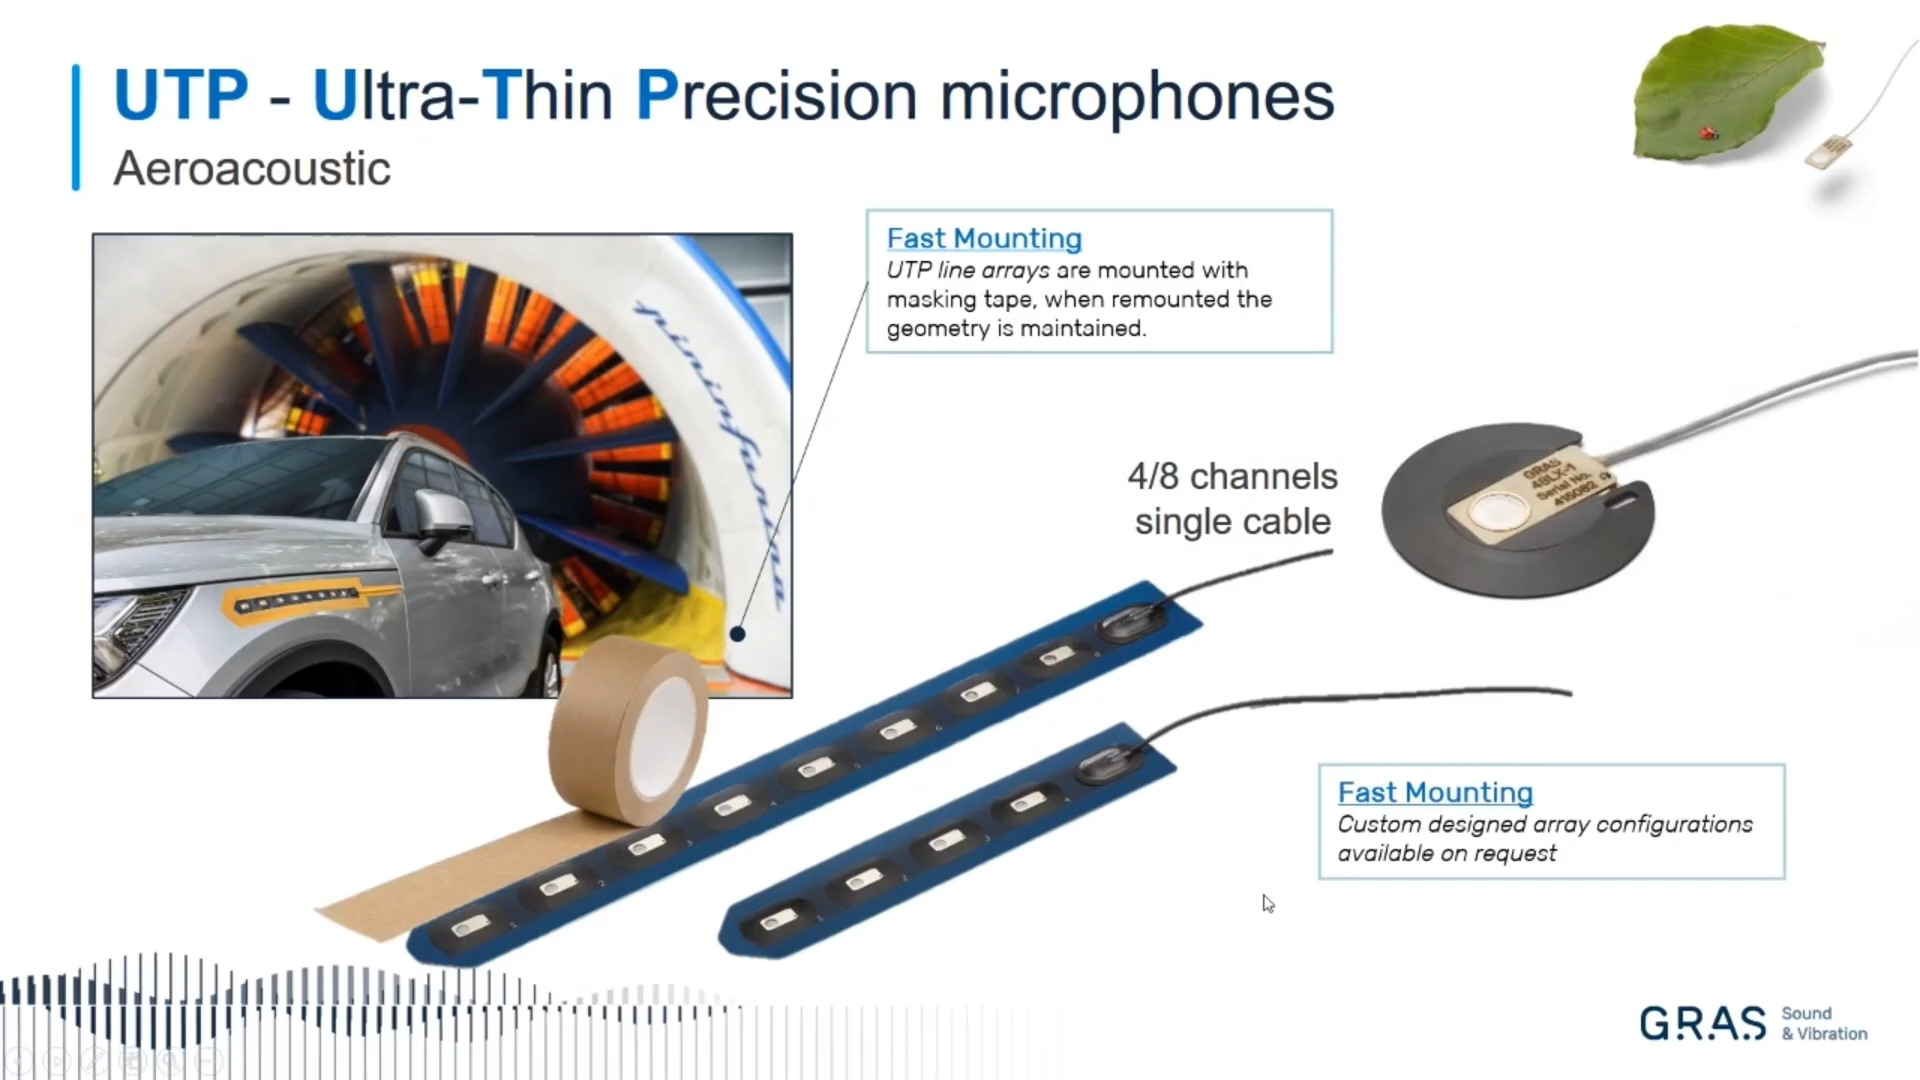 UTP - Ultra-Thin Precision microphones
Aeroacoustic
Fast Mounting
UTP line arrays are mounted with
masking tape, when remounted the
geometry is maintained.
pininfarina
4/8 channels
single cable
GRAS
48LX-1
Serial No.
415082
Fast Mounting
Custom designed array configurations
available on request
GRAS Sound
& Vibration